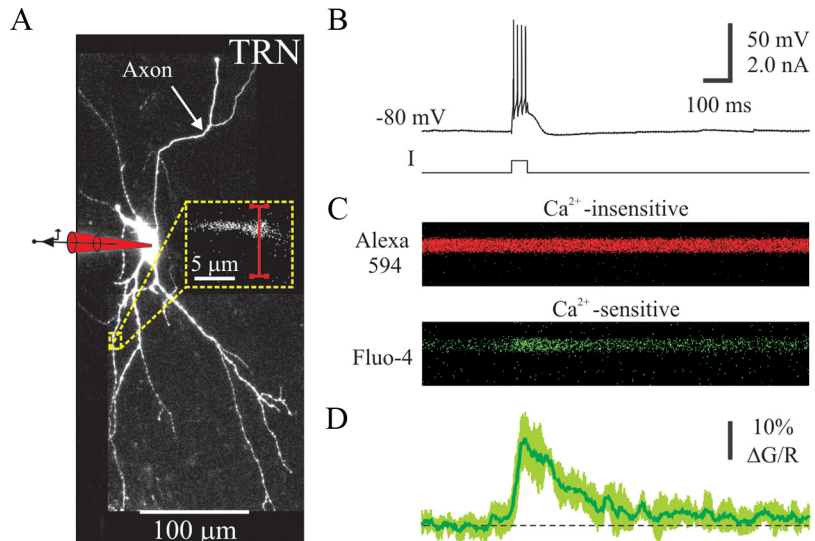 A
TRN
Axon
5 μm
100 μm
B
50 mV
2.0 nA
100 ms
-80 mV
I
C
Ca²⁺-insensitive
Alexa
594
Ca²⁺-sensitive
Fluo-4
D
10%
ΔG/R